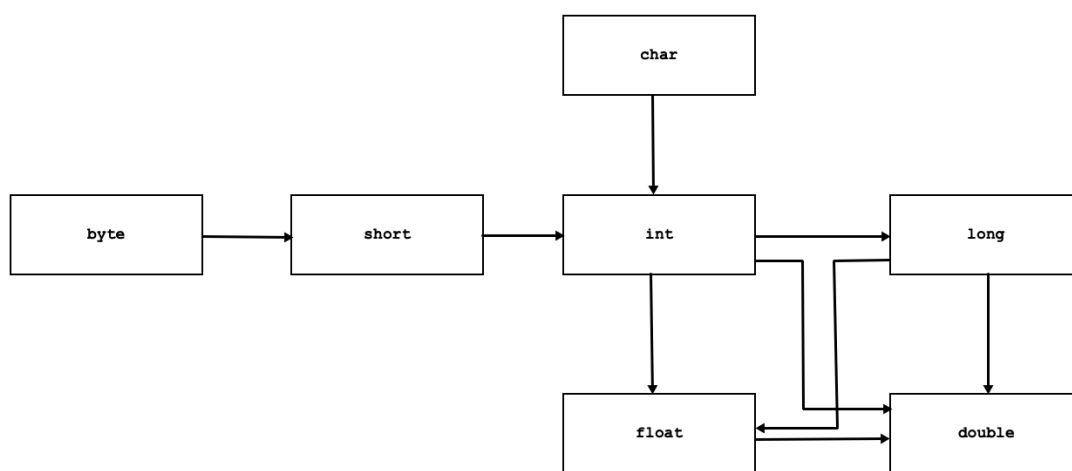 char
byte
short
int
long
float
double